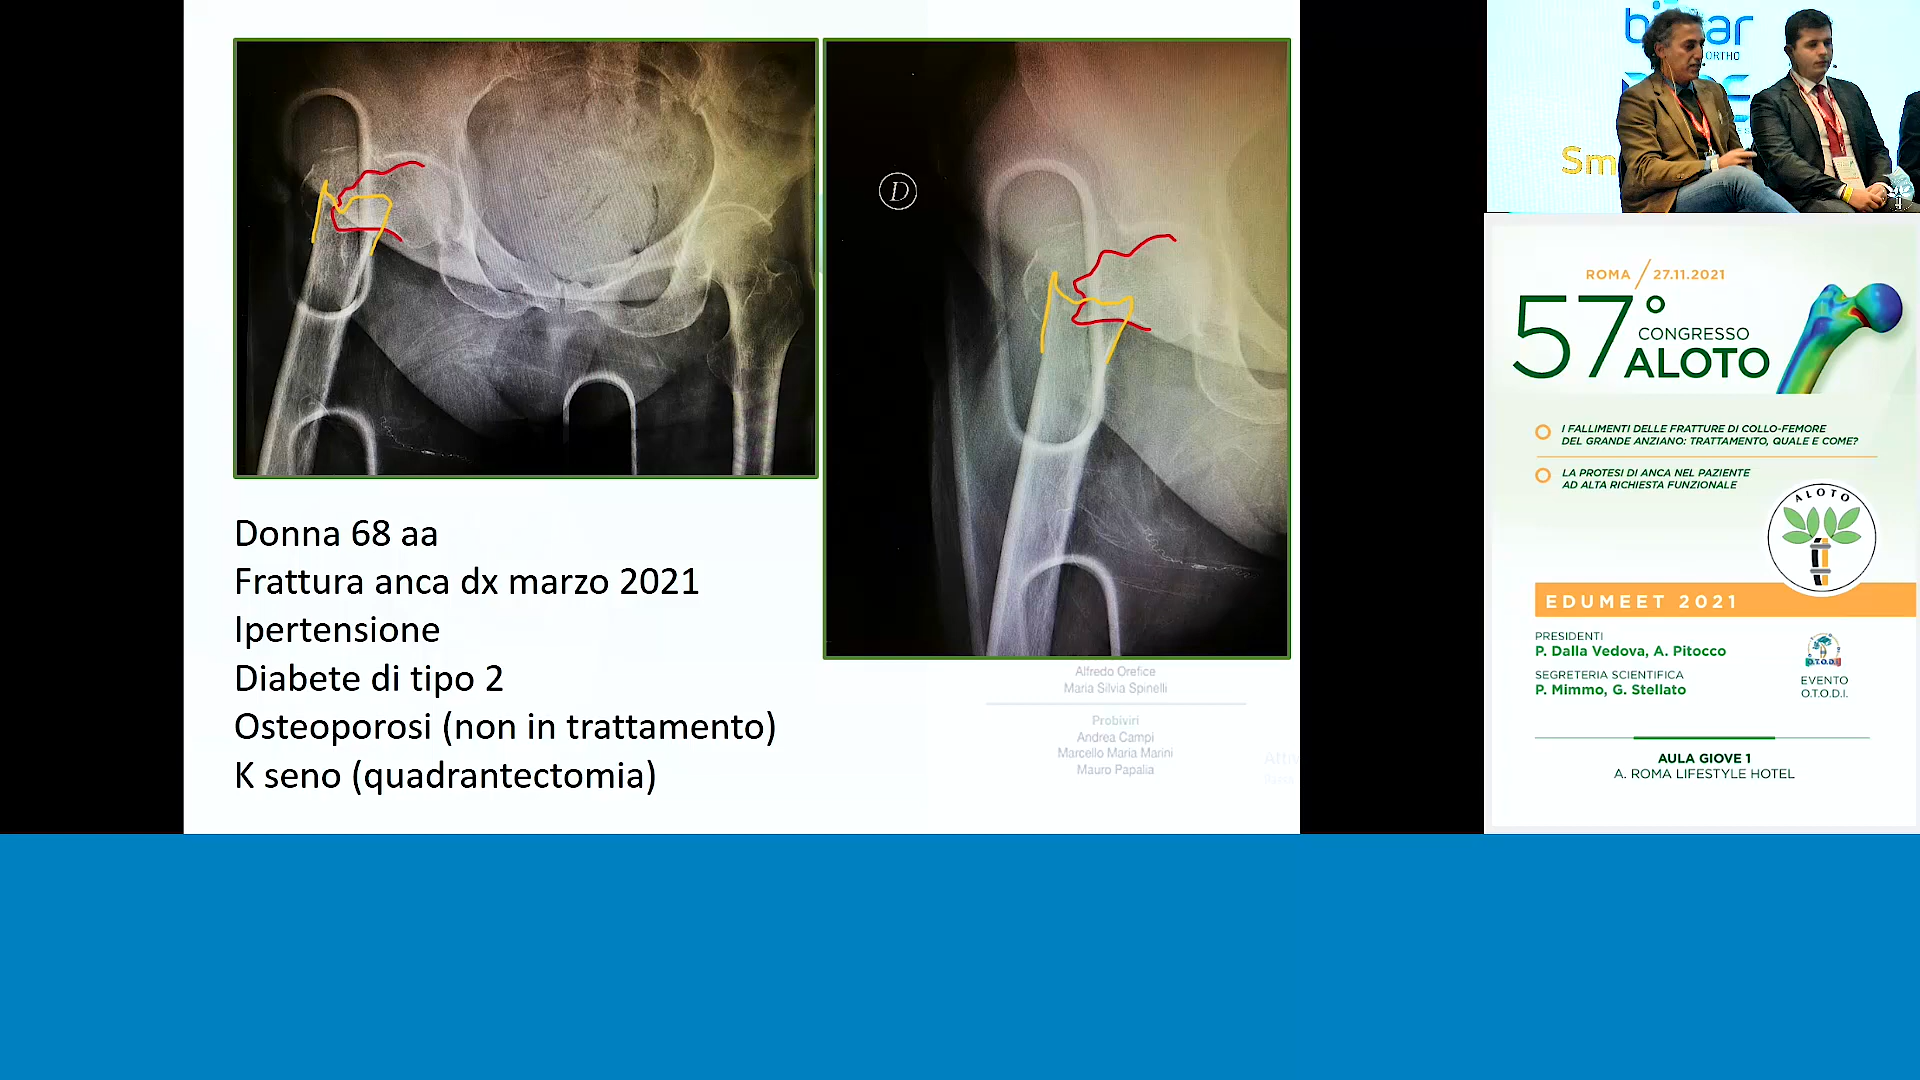 D
Donna 68 aa
Frattura anca dx marzo 2021
Ipertensione
Diabete di tipo 2
Osteoporosi (non in trattamento)
K seno (quadrantectomia)
Alfredo Orefice
Maria Silvia Spinelli
Probiviri
Andrea Campi
Marcello Maria Marini
Mauro Papalia
ORTHO
Sm
ROMA / 27.11.2021
57°
CONGRESSO
ALOTO
I FALLIMENTI DELLE FRATTURE DI COLLO-FEMORE
DEL GRANDE ANZIANO: TRATTAMENTO, QUALE E COME?
LA PROTESI DI ANCA NEL PAZIENTE
AD ALTA RICHIESTA FUNZIONALE
ALOTO
EDUMEET 2021
PRESIDENTI
P. Dalla Vedova, A. Pitocco
SEGRETERIA SCIENTIFICA
P. Mimmo, G. Stellato
O.T.O.D.I.
EVENTO
O.T.O.D.I.
AULA GIOVE 1
A. ROMA LIFESTYLE HOTEL